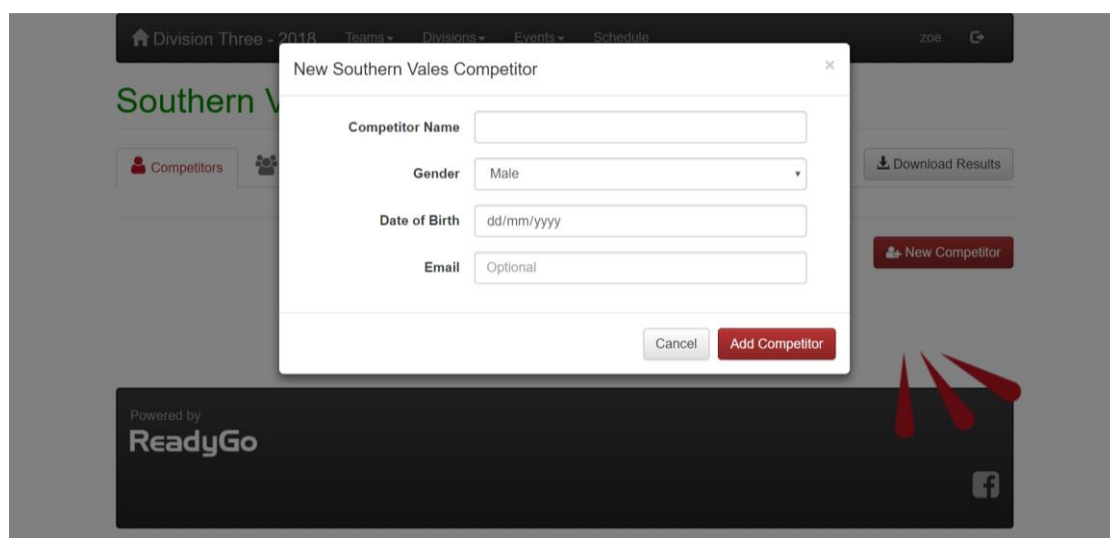 Division Three - 2018 Teams Divisions Events Schedule zoe
New Southern Vales Competitor ×
Southern V
Competitor Name
Competitors
Download Results
Gender Male
Date of Birth dd/mm/yyyy
New Competitor
Email Optional
Cancel Add Competitor
Powered by
ReadyGo